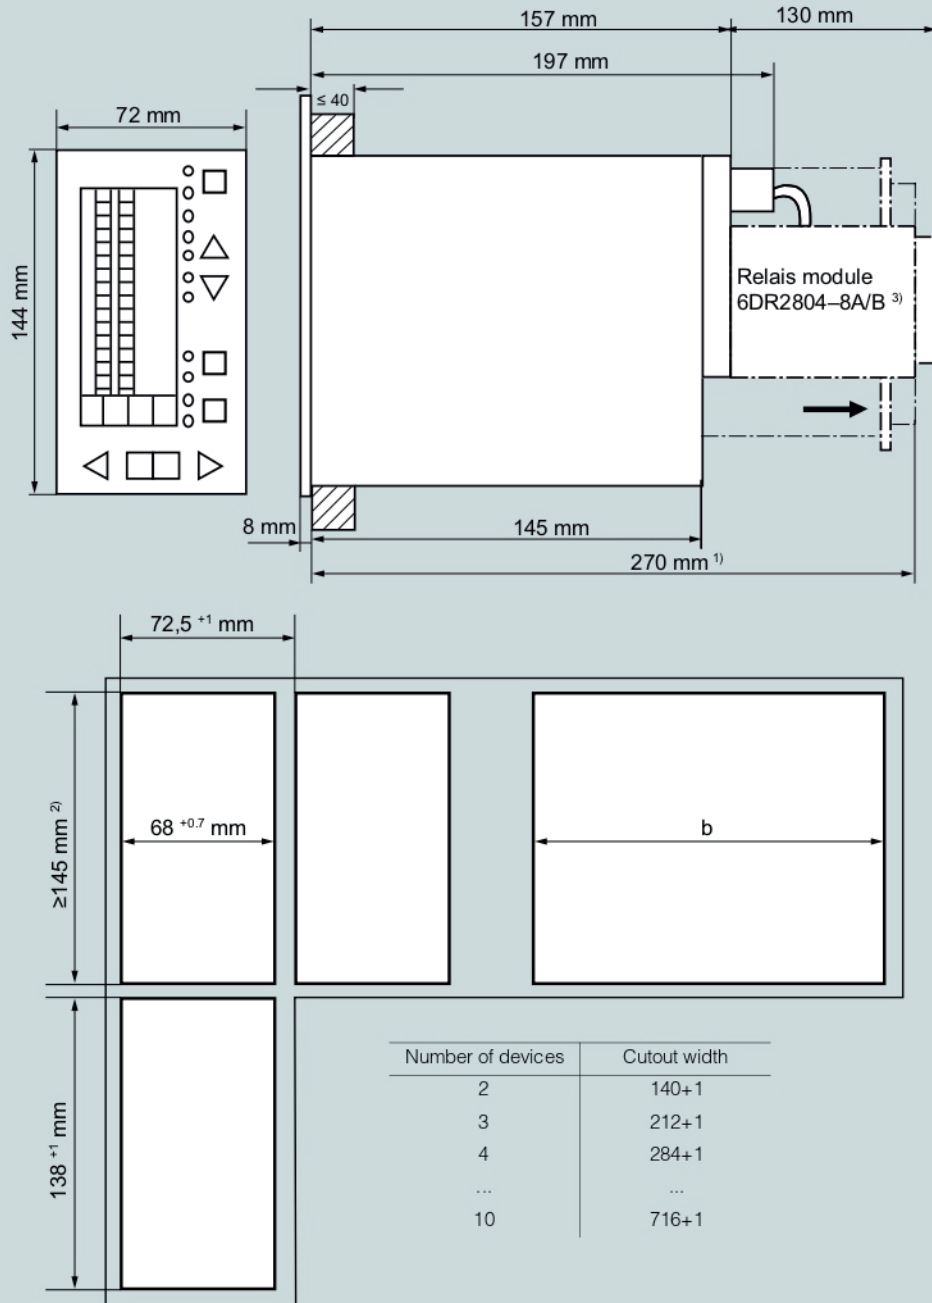 157 mm
130 mm
197 mm
≤ 40
72 mm
144 mm
Relais module
6DR2804–8A/B ³⁾
8 mm
145 mm
270 mm ¹⁾
72,5 ⁺¹ mm
≥145 mm ²⁾
68 ⁺⁰·⁷ mm
b
138 ⁺¹ mm
Number of devices Cutout width
2 140+1
3 212+1
4 284+1
... ...
10 716+1